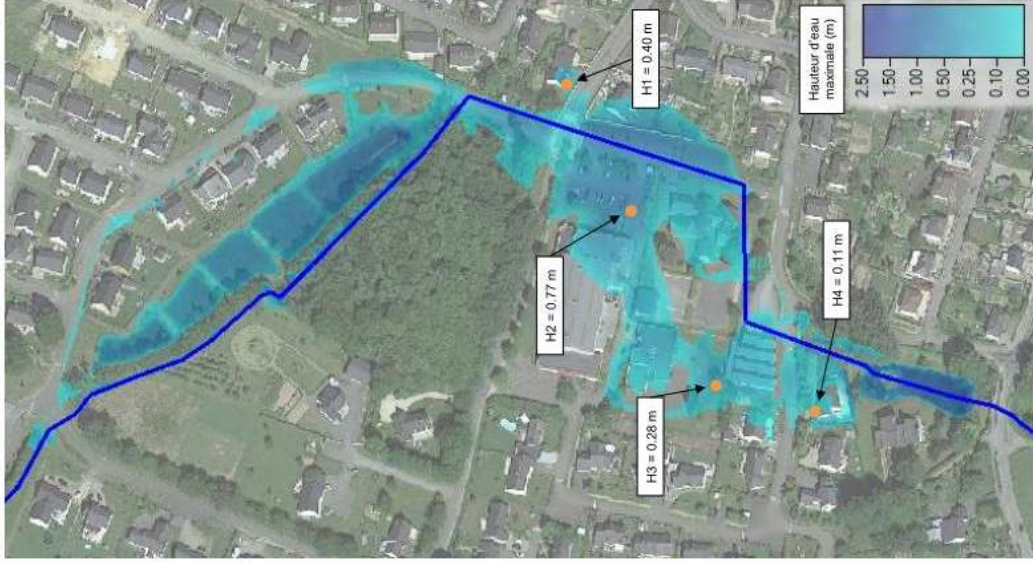 Hauteur d'eau
maximale (m)
2.50
1.50
1.00
0.50
0.25
0.10
0.00
H1 = 0.40 m
H2 = 0.77 m
H3 = 0.28 m
H4 = 0.11 m